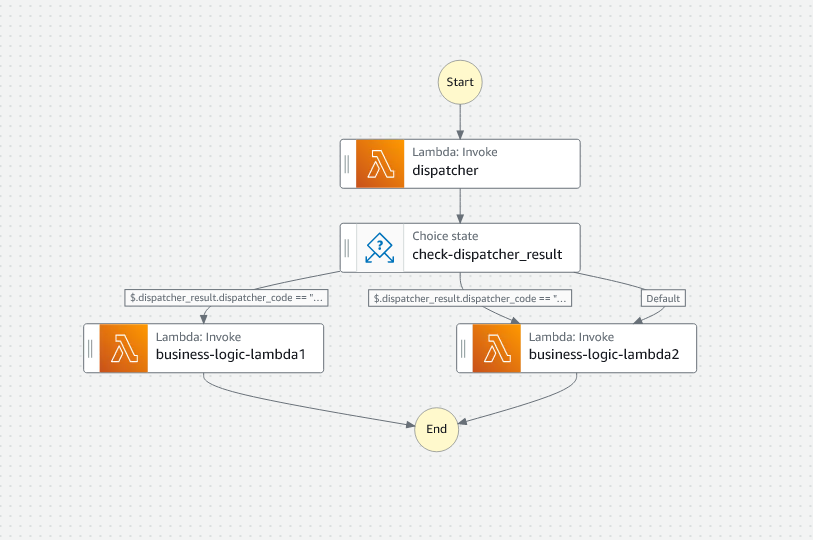 Start
Lambda: Invoke
dispatcher
Choice state
check-dispatcher_result
$.dispatcher_result.dispatcher_code == "...
$.dispatcher_result.dispatcher_code == "...
Default
Lambda: Invoke
business-logic-lambda1
Lambda: Invoke
business-logic-lambda2
End